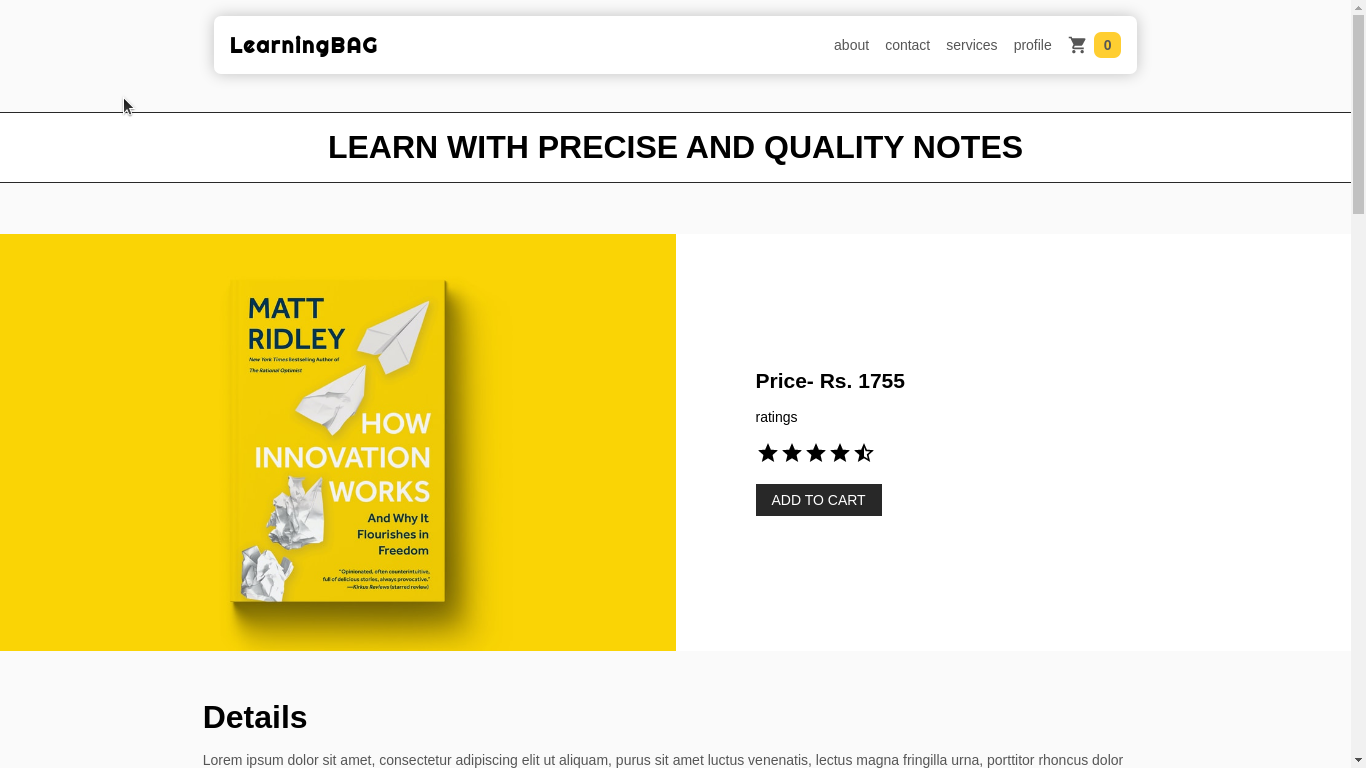 LearningBAG
about contact services profile 0
LEARN WITH PRECISE AND QUALITY NOTES
MATT
RIDLEY
New York Times Bestselling Author of
The Rational Optimist
HOW
INNOVATION
WORKS
And Why It
Flourishes in
Freedom
"Opinionated, often counterintuitive,
full of delicious stories, always provocative."
—Kirkus Reviews (starred review)
Price- Rs. 1755
ratings
ADD TO CART
Details
Lorem ipsum dolor sit amet, consectetur adipiscing elit ut aliquam, purus sit amet luctus venenatis, lectus magna fringilla urna, porttitor rhoncus dolor